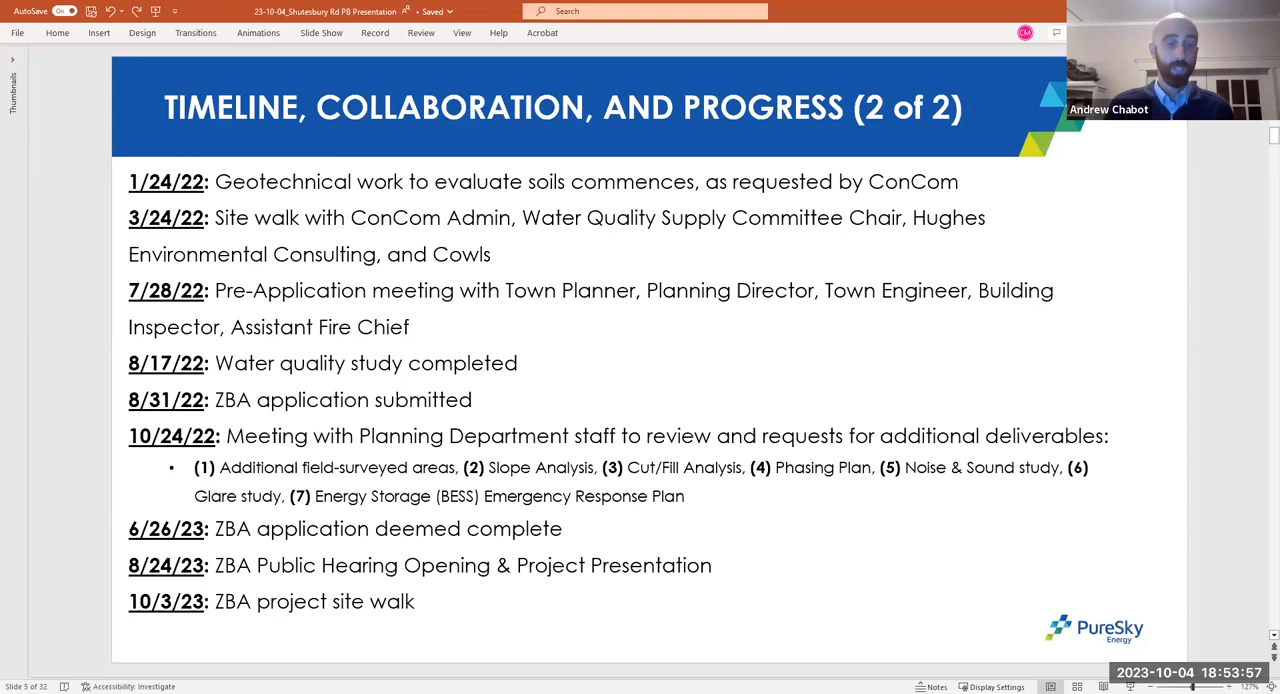 AutoSave On 23-10-04_Shutesbury Rd PB Presentation • Saved Search
File Home Insert Design Transitions Animations Slide Show Record Review View Help Acrobat CM
Thumbnails
Andrew Chabot
TIMELINE, COLLABORATION, AND PROGRESS (2 of 2)
1/24/22: Geotechnical work to evaluate soils commences, as requested by ConCom
3/24/22: Site walk with ConCom Admin, Water Quality Supply Committee Chair, Hughes
Environmental Consulting, and Cowls
7/28/22: Pre-Application meeting with Town Planner, Planning Director, Town Engineer, Building
Inspector, Assistant Fire Chief
8/17/22: Water quality study completed
8/31/22: ZBA application submitted
10/24/22: Meeting with Planning Department staff to review and requests for additional deliverables:
• (1) Additional field-surveyed areas, (2) Slope Analysis, (3) Cut/Fill Analysis, (4) Phasing Plan, (5) Noise & Sound study, (6)
Glare study, (7) Energy Storage (BESS) Emergency Response Plan
6/26/23: ZBA application deemed complete
8/24/23: ZBA Public Hearing Opening & Project Presentation
10/3/23: ZBA project site walk
PureSky
Energy
2023-10-04 18:53:57
Slide 5 of 32 Accessibility: Investigate Notes Display Settings 127%